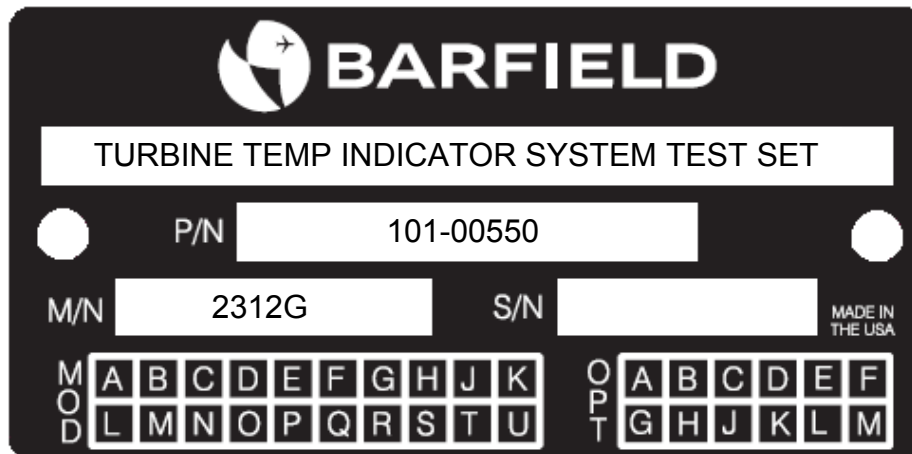 BARFIELD
TURBINE TEMP INDICATOR SYSTEM TEST SET
P/N 101-00550
M/N 2312G S/N MADE IN
THE USA
MOD A B C D E F G H J K OPT A B C D E F
L M N O P Q R S T U G H J K L M